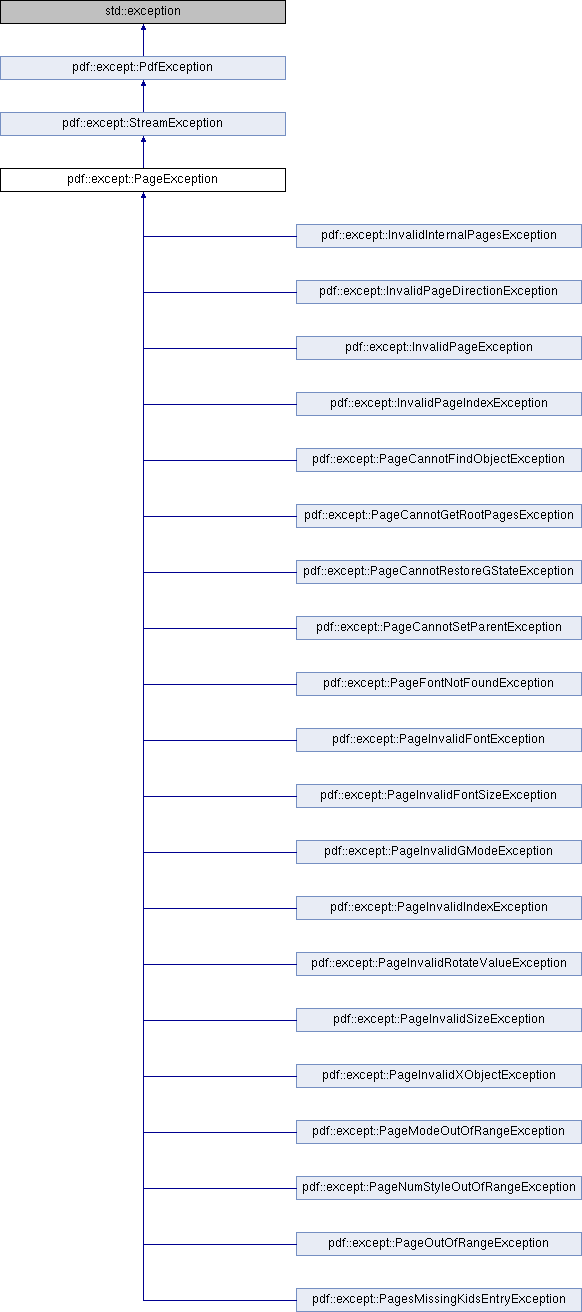 std::exception
pdf::except::PdfException
pdf::except::StreamException
pdf::except::PageException
pdf::except::InvalidInternalPagesException
pdf::except::InvalidPageDirectionException
pdf::except::InvalidPageException
pdf::except::InvalidPageIndexException
pdf::except::PageCannotFindObjectException
pdf::except::PageCannotGetRootPagesException
pdf::except::PageCannotRestoreGStateException
pdf::except::PageCannotSetParentException
pdf::except::PageFontNotFoundException
pdf::except::PageInvalidFontException
pdf::except::PageInvalidFontSizeException
pdf::except::PageInvalidGModeException
pdf::except::PageInvalidIndexException
pdf::except::PageInvalidRotateValueException
pdf::except::PageInvalidSizeException
pdf::except::PageInvalidXObjectException
pdf::except::PageModeOutOfRangeException
pdf::except::PageNumStyleOutOfRangeException
pdf::except::PageOutOfRangeException
pdf::except::PagesMissingKidsEntryException